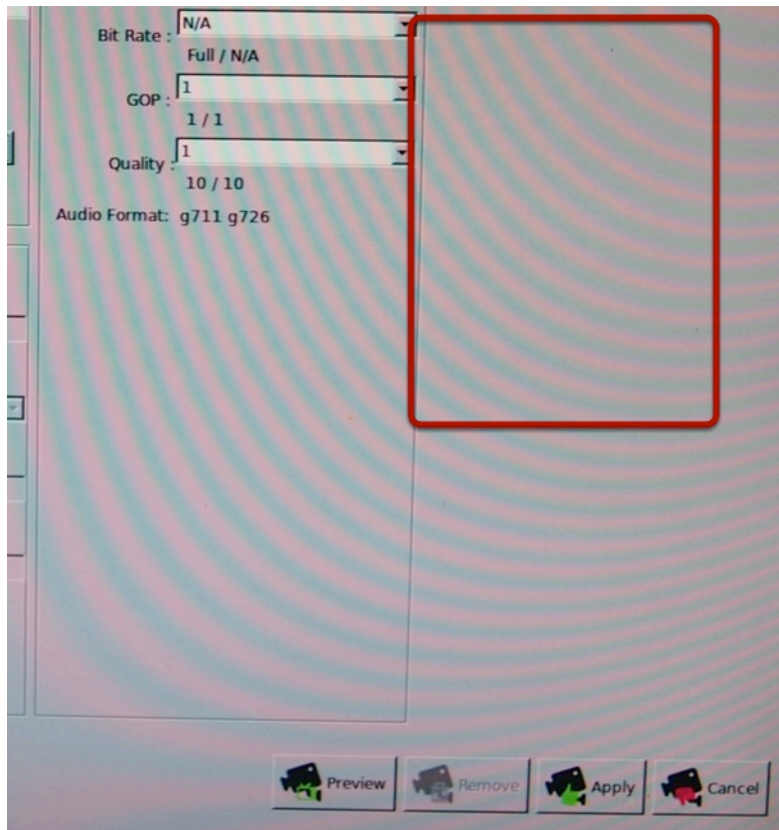 Bit Rate : N/A
Full / N/A
GOP : 1
1 / 1
Quality : 1
10 / 10
Audio Format: g711 g726
Preview Remove Apply Cancel